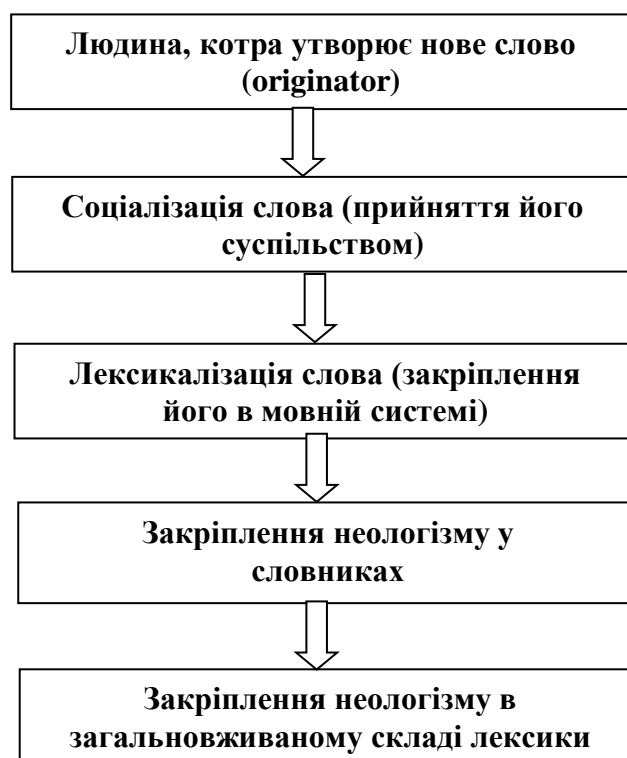 Людина, котра утворює нове слово
(originator)
Соціалізація слова (прийняття його
суспільством)
Лексикалізація слова (закріплення
його в мовній системі)
Закріплення неологізму у
словниках
Закріплення неологізму в
загальновживаному складі лексики